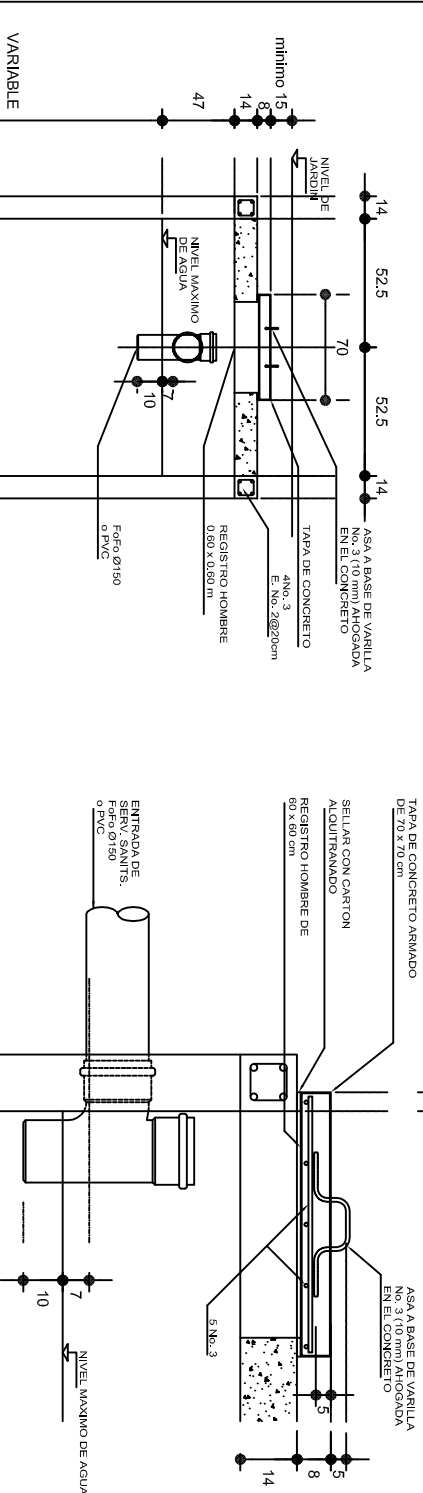 14
52.5
52.5
14
70
minimo 15
8
14
47
VARIABLE
NIVEL DE
JARDIN
NIVEL MAXIMO
DE AGUA
7
10
ASA A BASE DE VARILLA
No. 3 (10 mm) AHOGADA
EN EL CONCRETO
TAPA DE CONCRETO
4No. 3
E. No. 2@20cm
REGISTRO HOMBRE
0.60 x 0.60 m
FoFo Ø150
o PVC
TAPA DE CONCRETO ARMADO
DE 70 x 70 cm
SELLAR CON CARTON
ALQUITRANADO
REGISTRO HOMBRE DE
60 x 60 cm
ENTRADA DE
SERV. SANITS.
FoFo Ø150
o PVC
ASA A BASE DE VARILLA
No. 3 (10 mm) AHOGADA
EN EL CONCRETO
5
5
8
14
5 No. 3
7
10
NIVEL MAXIMO DE AGUA